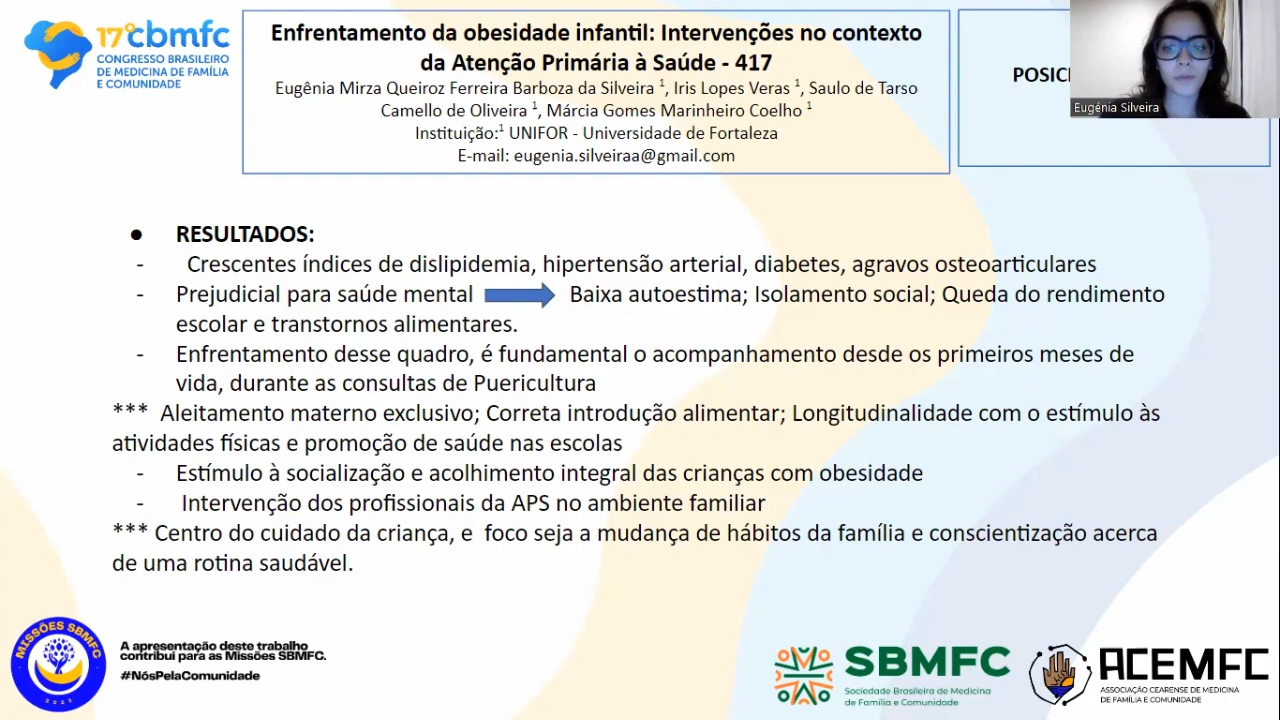 17º cbmfc
CONGRESSO BRASILEIRO
DE MEDICINA DE FAMÍLIA
E COMUNIDADE
Enfrentamento da obesidade infantil: Intervenções no contexto
da Atenção Primária à Saúde - 417
Eugênia Mirza Queiroz Ferreira Barboza da Silveira ¹, Iris Lopes Veras ¹, Saulo de Tarso
Camello de Oliveira ¹, Márcia Gomes Marinheiro Coelho ¹
Instituição:¹ UNIFOR - Universidade de Fortaleza
E-mail: eugenia.silveiraa@gmail.com
Eugênia Silveira
● RESULTADOS:
- Crescentes índices de dislipidemia, hipertensão arterial, diabetes, agravos osteoarticulares
- Prejudicial para saúde mental Baixa autoestima; Isolamento social; Queda do rendimento
escolar e transtornos alimentares.
- Enfrentamento desse quadro, é fundamental o acompanhamento desde os primeiros meses de
vida, durante as consultas de Puericultura
*** Aleitamento materno exclusivo; Correta introdução alimentar; Longitudinalidade com o estímulo às
atividades físicas e promoção de saúde nas escolas
- Estímulo à socialização e acolhimento integral das crianças com obesidade
- Intervenção dos profissionais da APS no ambiente familiar
*** Centro do cuidado da criança, e foco seja a mudança de hábitos da família e conscientização acerca
de uma rotina saudável.
MISSÕES SBMFC
2023
A apresentação deste trabalho
contribui para as Missões SBMFC.
#NósPelaComunidade
SBMFC
Sociedade Brasileira de Medicina
de Família e Comunidade
ACEMFC
ASSOCIAÇÃO CEARENSE DE MEDICINA
DE FAMÍLIA E COMUNIDADE